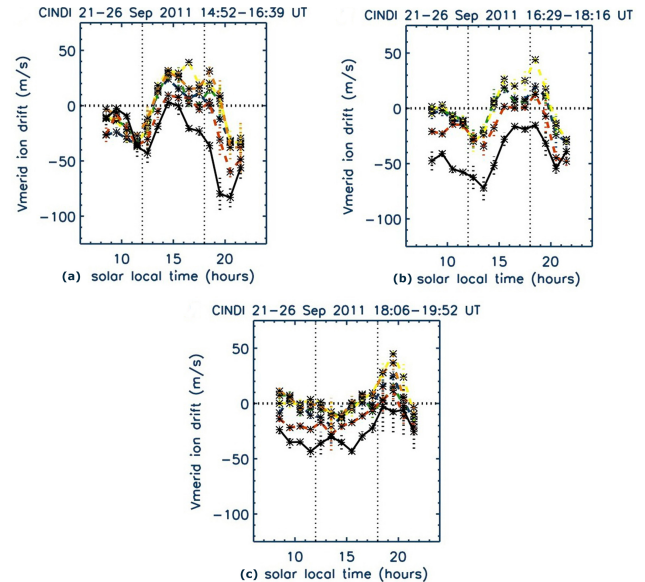 CINDI 21-26 Sep 2011 14:52-16:39 UT
50
0
-50
-100
Vmerid ion drift (m/s)
10 15 20
(a) solar local time (hours)
CINDI 21-26 Sep 2011 16:29-18:16 UT
50
0
-50
-100
Vmerid ion drift (m/s)
10 15 20
(b) solar local time (hours)
CINDI 21-26 Sep 2011 18:06-19:52 UT
50
0
-50
-100
Vmerid ion drift (m/s)
10 15 20
(c) solar local time (hours)